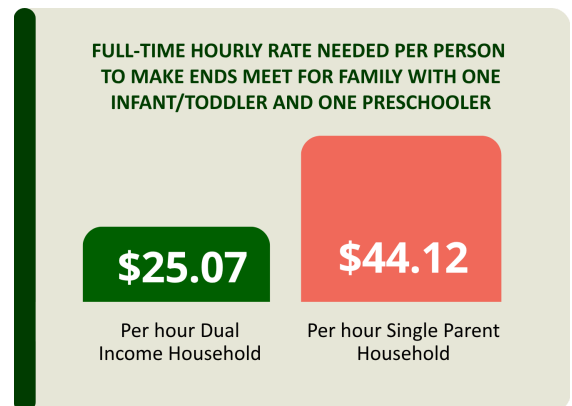 FULL-TIME HOURLY RATE NEEDED PER PERSON
TO MAKE ENDS MEET FOR FAMILY WITH ONE
INFANT/TODDLER AND ONE PRESCHOOLER
$25.07
$44.12
Per hour Dual
Income Household
Per hour Single Parent
Household